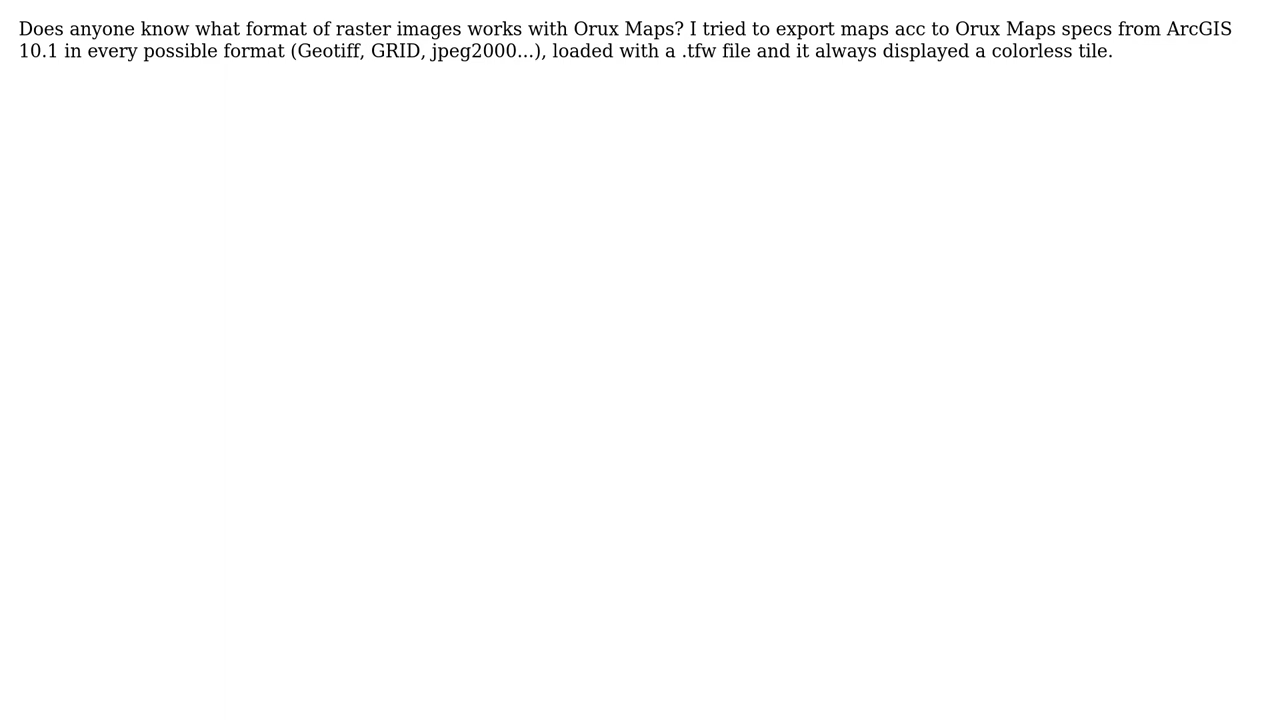 Does anyone know what format of raster images works with Orux Maps? I tried to export maps acc to Orux Maps specs from ArcGIS
10.1 in every possible format (Geotiff, GRID, jpeg2000...), loaded with a .tfw file and it always displayed a colorless tile.